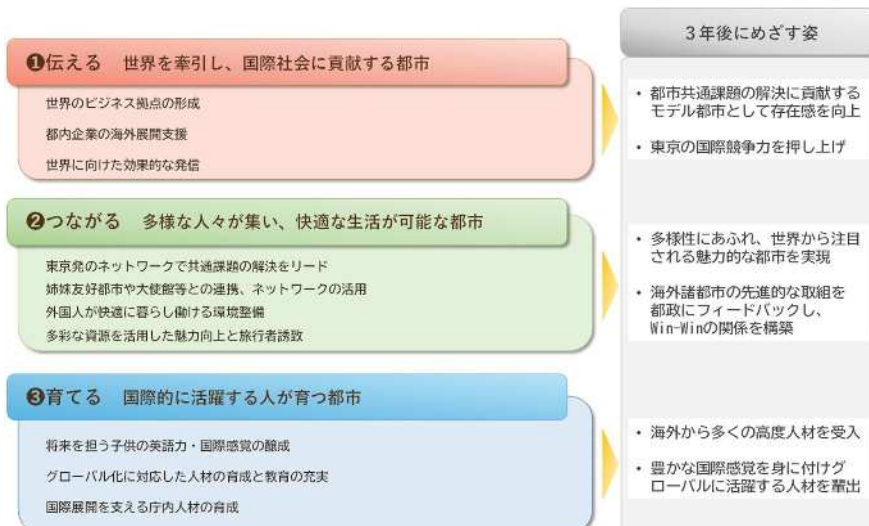 3年後にめざす姿
❶伝える 世界を牽引し、国際社会に貢献する都市
世界のビジネス拠点の形成
都内企業の海外展開支援
世界に向けた効果的な発信
・都市共通課題の解決に貢献する
モデル都市として存在感を向上
・東京の国際競争力を押し上げ
❷つながる 多様な人々が集い、快適な生活が可能な都市
東京発のネットワークで共通課題の解決をリード
姉妹友好都市や大使館等との連携、ネットワークの活用
外国人が快適に暮らし働ける環境整備
多彩な資源を活用した魅力向上と旅行者誘致
・多様性にあふれ、世界から注目
される魅力的な都市を実現
・海外諸都市の先進的な取組を
都政にフィードバックし、
Win-Winの関係を構築
❸育てる 国際的に活躍する人が育つ都市
将来を担う子供の英語力・国際感覚の醸成
グローバル化に対応した人材の育成と教育の充実
国際展開を支える庁内人材の育成
・海外から多くの高度人材を受入
・豊かな国際感覚を身に付けグ
ローバルに活躍する人材を輩出